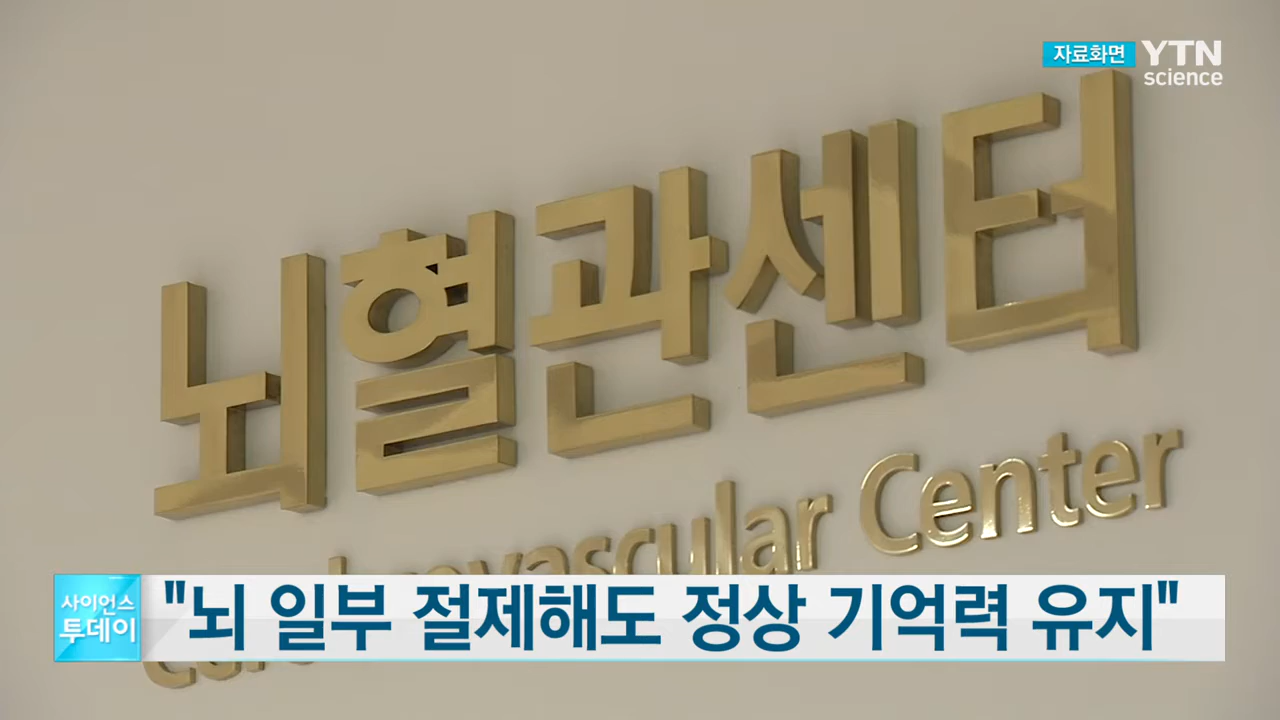 자료화면
YTN
science
뇌혈관센터
Center
사이언스
투데이
"뇌 일부 절제해도 정상 기억력 유지"